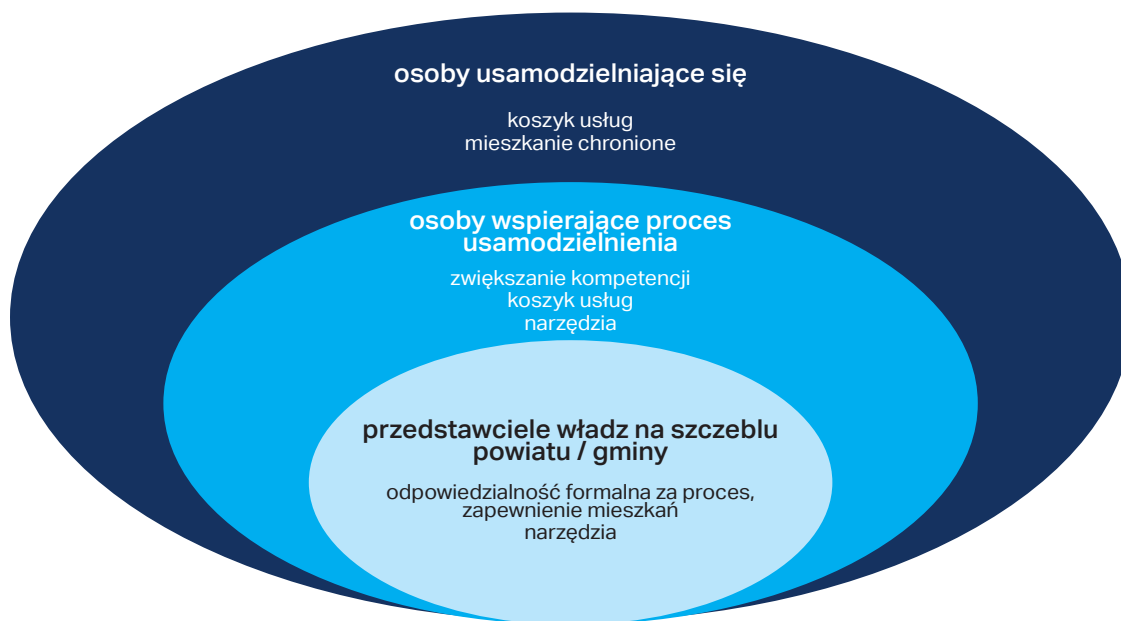 osoby usamodzielniające się
koszyk usług
mieszkanie chronione
osoby wspierające proces
usamodzielnienia
zwiększanie kompetencji
koszyk usług
narzędzia
przedstawciele władz na szczeblu
powiatu / gminy
odpowiedzialność formalna za proces,
zapewnienie mieszkań
narzędzia